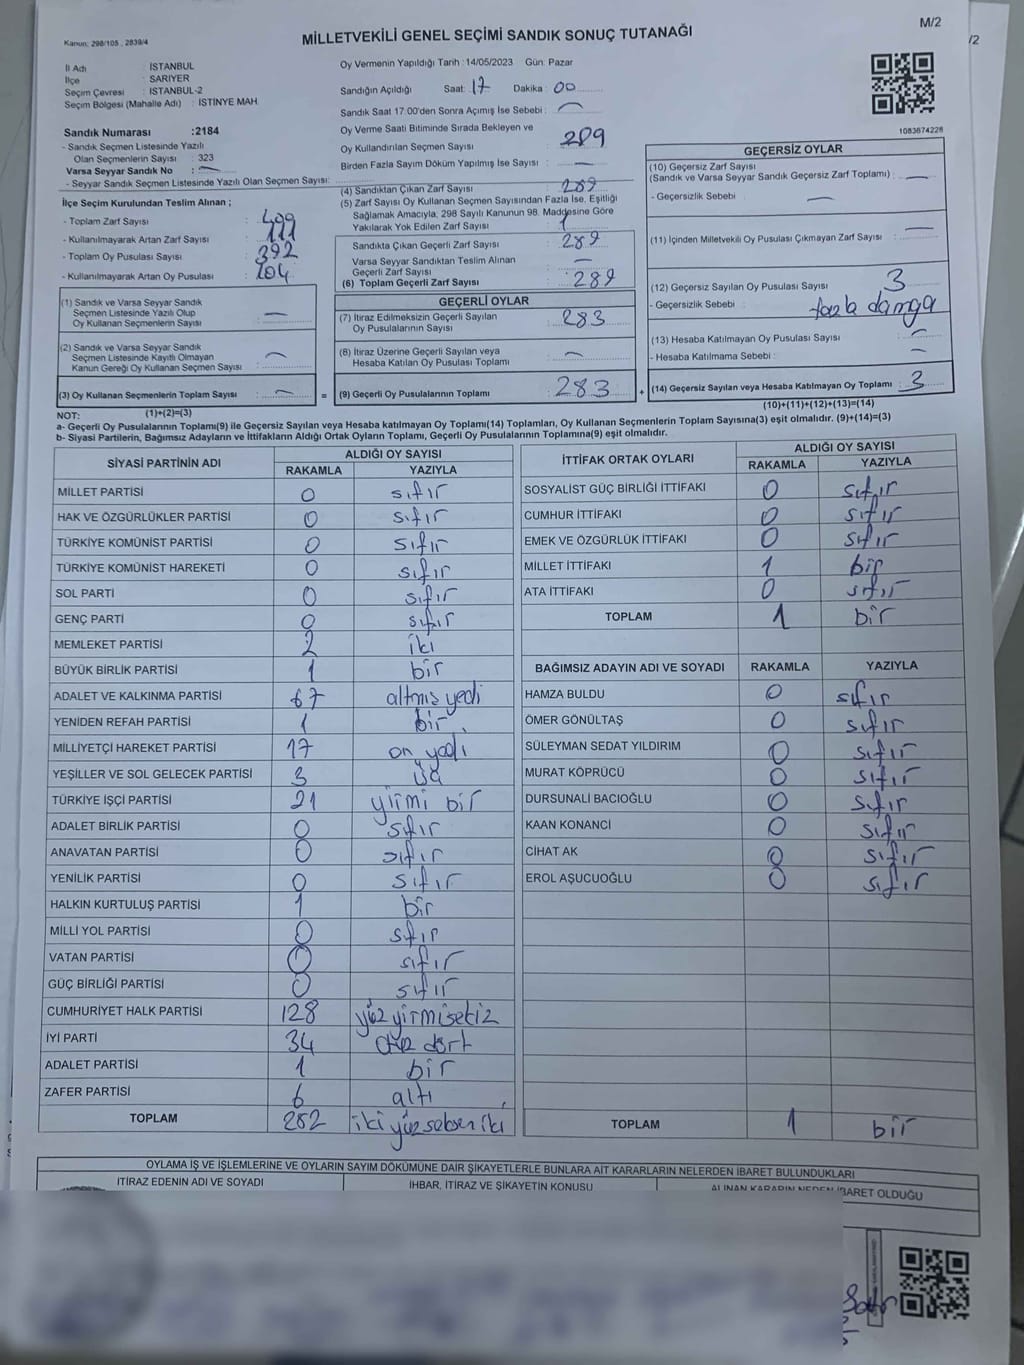 M/2
/2
Kanun: 298/105 , 2839/4
MİLLETVEKİLİ GENEL SEÇİMİ SANDIK SONUÇ TUTANAĞI
İl Adı : İSTANBUL
İlçe : SARIYER
Seçim Çevresi : İSTANBUL-2
Seçim Bölgesi (Mahalle Adı) : İSTİNYE MAH.
Oy Vermenin Yapıldığı Tarih :14/05/2023 Gün: Pazar
Sandığın Açıldığı Saat: 17 Dakika : 00
Sandık Saat 17.00'den Sonra Açımış İse Sebebi :
1083674228
Sandık Numarası :2184
- Sandık Seçmen Listesinde Yazılı
Olan Seçmenlerin Sayısı : 323
Varsa Seyyar Sandık No :
- Seyyar Sandık Seçmen Listesinde Yazılı Olan Seçmen Sayısı:
Oy Verme Saati Bitiminde Sırada Bekleyen ve
Oy Kullandırılan Seçmen Sayısı : 289
Birden Fazla Sayım Döküm Yapılmış İse Sayısı :
İlçe Seçim Kurulundan Teslim Alınan ;
- Toplam Zarf Sayısı
- Kullanılmayarak Artan Zarf Sayısı : 111
- Toplam Oy Pusulası Sayısı : 392
- Kullanılmayarak Artan Oy Pusulası : 104
(4) Sandıktan Çıkan Zarf Sayısı : 289
(5) Zarf Sayısı Oy Kullanan Seçmen Sayısından Fazla İse, Eşitliği
Sağlamak Amacıyla, 298 Sayılı Kanunun 98. Maddesine Göre
Yakılarak Yok Edilen Zarf Sayısı : 1
Sandıkta Çıkan Geçerli Zarf Sayısı : 289
Varsa Seyyar Sandıktan Teslim Alınan
Geçerli Zarf Sayısı :
(6) Toplam Geçerli Zarf Sayısı : 289
GEÇERSİZ OYLAR
(10) Geçersiz Zarf Sayısı
(Sandık ve Varsa Seyyar Sandık Geçersiz Zarf Toplamı) :
- Geçersizlik Sebebi :
(11) İçinden Milletvekili Oy Pusulası Çıkmayan Zarf Sayısı :
(12) Geçersiz Sayılan Oy Pusulası Sayısı : 3
- Geçersizlik Sebebi : fazla damga
(13) Hesaba Katılmayan Oy Pusulası Sayısı :
- Hesaba Katılmama Sebebi :
(14) Geçersiz Sayılan veya Hesaba Katılmayan Oy Toplamı : 3
(10)+(11)+(12)+(13)=(14)
(1) Sandık ve Varsa Seyyar Sandık
Seçmen Listesinde Yazılı Olup
Oy Kullanan Seçmenlerin Sayısı :
(2) Sandık ve Varsa Seyyar Sandık
Seçmen Listesinde Kayıtlı Olmayan
Kanun Gereği Oy Kullanan Seçmen Sayısı :
(3) Oy Kullanan Seçmenlerin Toplam Sayısı :
(1)+(2)=(3)
GEÇERLİ OYLAR
(7) İtiraz Edilmeksizin Geçerli Sayılan
Oy Pusulalarının Sayısı : 283
(8) İtiraz Üzerine Geçerli Sayılan veya
Hesaba Katılan Oy Pusulası Toplamı :
= (9) Geçerli Oy Pusulalarının Toplamı : 283 +
NOT:
a- Geçerli Oy Pusulalarının Toplamı(9) ile Geçersiz Sayılan veya Hesaba katılmayan Oy Toplamı(14) Toplamları, Oy Kullanan Seçmenlerin Toplam Sayısına(3) eşit olmalıdır. (9)+(14)=(3)
b- Siyasi Partilerin, Bağımsız Adayların ve İttifakların Aldığı Ortak Oyların Toplamı, Geçerli Oy Pusulalarının Toplamına(9) eşit olmalıdır.
SİYASİ PARTİNİN ADI ALDIĞI OY SAYISI
RAKAMLA YAZIYLA
MİLLET PARTİSİ 0 sıfır
HAK VE ÖZGÜRLÜKLER PARTİSİ 0 sıfır
TÜRKİYE KOMÜNİST PARTİSİ 0 sıfır
TÜRKİYE KOMÜNİST HAREKETİ 0 sıfır
SOL PARTİ 0 sıfır
GENÇ PARTİ 0 sıfır
MEMLEKET PARTİSİ 2 iki
BÜYÜK BİRLİK PARTİSİ 1 bir
ADALET VE KALKINMA PARTİSİ 67 altmış yedi
YENİDEN REFAH PARTİSİ 1 bir
MİLLİYETÇİ HAREKET PARTİSİ 17 on yedi
YEŞİLLER VE SOL GELECEK PARTİSİ 3 üç
TÜRKİYE İŞÇİ PARTİSİ 21 yirmi bir
ADALET BİRLİK PARTİSİ 0 sıfır
ANAVATAN PARTİSİ 0 sıfır
YENİLİK PARTİSİ 0 sıfır
HALKIN KURTULUŞ PARTİSİ 1 bir
MİLLİ YOL PARTİSİ 0 sıfır
VATAN PARTİSİ 0 sıfır
GÜÇ BİRLİĞİ PARTİSİ 0 sıfır
CUMHURİYET HALK PARTİSİ 128 yüz yirmisekiz
İYİ PARTİ 34 otuz dört
ADALET PARTİSİ 1 bir
ZAFER PARTİSİ 6 altı
TOPLAM 282 iki yüz seksen iki
İTTİFAK ORTAK OYLARI ALDIĞI OY SAYISI
RAKAMLA YAZIYLA
SOSYALİST GÜÇ BİRLİĞİ İTTİFAKI 0 sıfır
CUMHUR İTTİFAKI 0 sıfır
EMEK VE ÖZGÜRLÜK İTTİFAKI 0 sıfır
MİLLET İTTİFAKI 1 bir
ATA İTTİFAKI 0 sıfır
TOPLAM 1 bir
BAĞIMSIZ ADAYIN ADI VE SOYADI RAKAMLA YAZIYLA
HAMZA BULDU 0 sıfır
ÖMER GÖNÜLTAŞ 0 sıfır
SÜLEYMAN SEDAT YILDIRIM 0 sıfır
MURAT KÖPRÜCÜ 0 sıfır
DURSUNALİ BACIOĞLU 0 sıfır
KAAN KONANCİ 0 sıfır
CİHAT AK 0 sıfır
EROL AŞUCUOĞLU 0 sıfır
TOPLAM 1 bir
OYLAMA İŞ VE İŞLEMLERİNE VE OYLARIN SAYIM DÖKÜMÜNE DAİR ŞİKAYETLERLE BUNLARA AİT KARARLARIN NELERDEN İBARET BULUNDUKLARI
İTİRAZ EDENİN ADI VE SOYADI İHBAR, İTİRAZ VE ŞİKAYETİN KONUSU ALINAN KARARIN NEDEN İBARET OLDUĞU